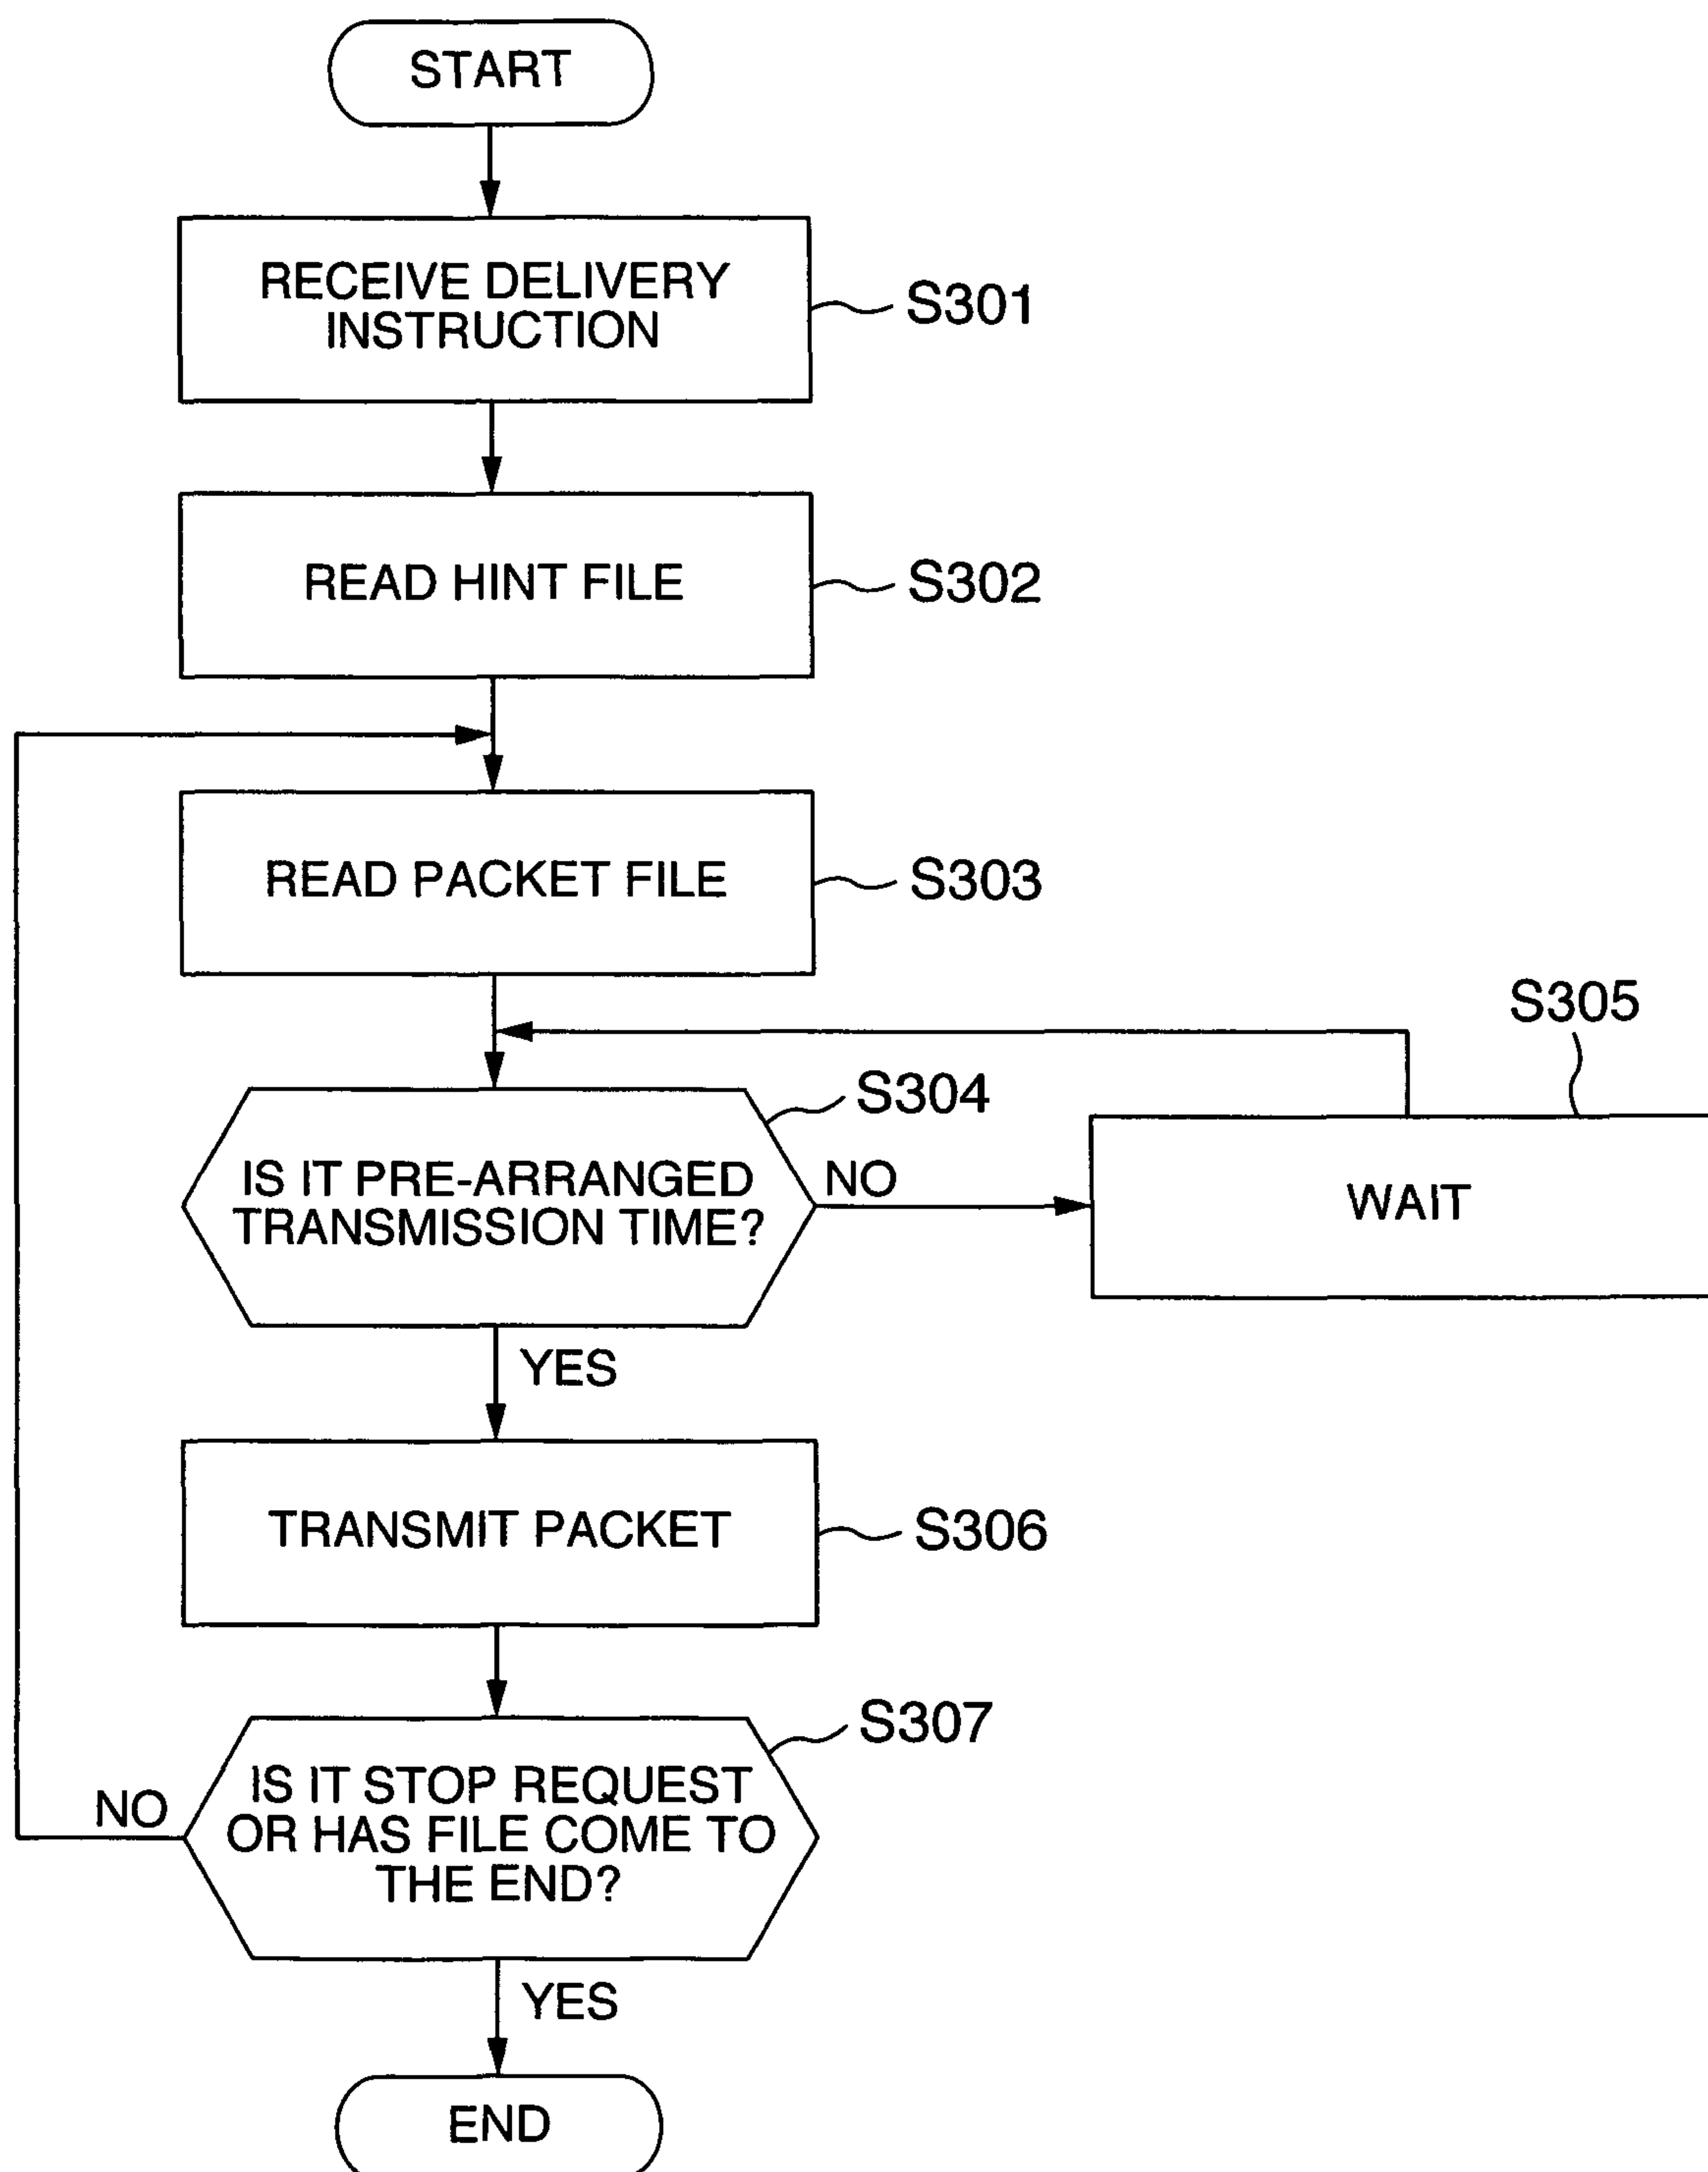 START
RECEIVE DELIVERY
INSTRUCTION
S301
READ HINT FILE
S302
READ PACKET FILE
S303
S305
S304
IS IT PRE-ARRANGED
TRANSMISSION TIME?
NO
WAIT
YES
TRANSMIT PACKET
S306
S307
IS IT STOP REQUEST
OR HAS FILE COME TO
THE END?
NO
YES
END